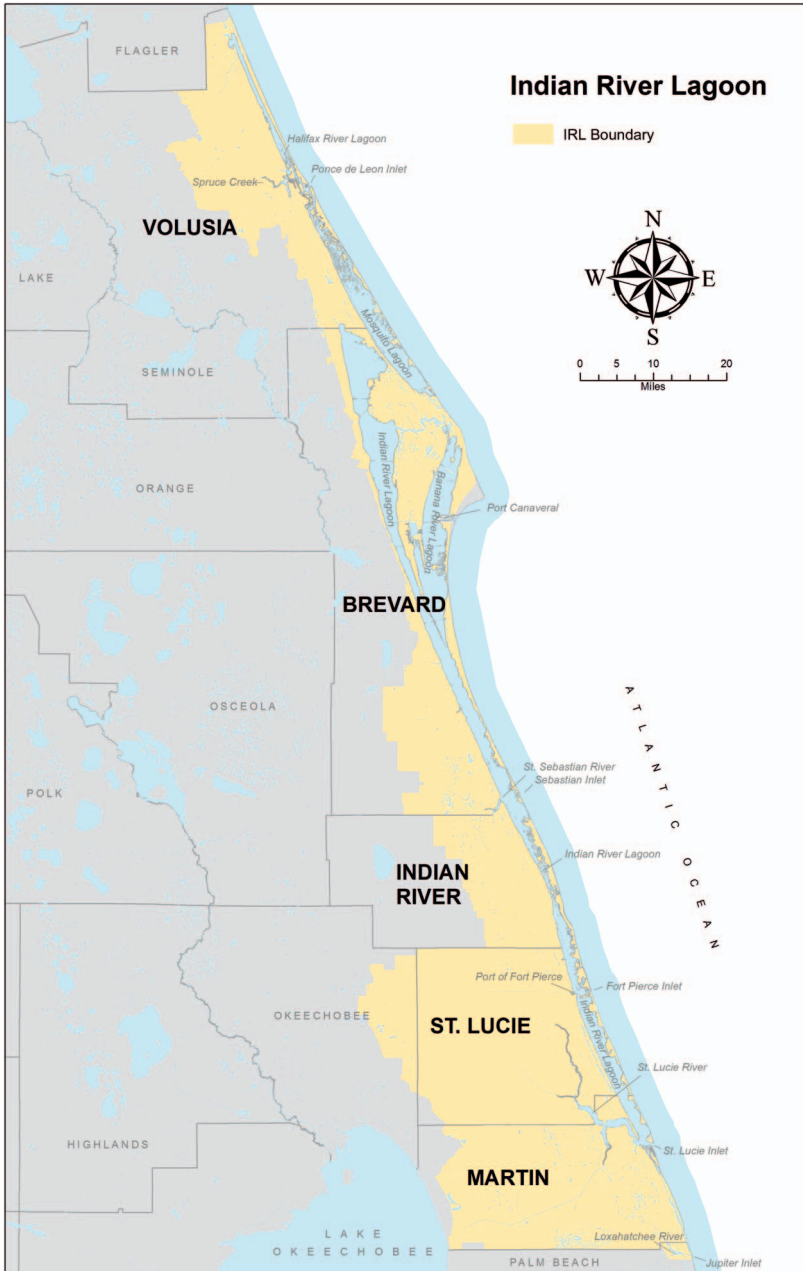 FLAGLER
Indian River Lagoon
IRL Boundary
Halifax River Lagoon
Ponce de Leon Inlet
Spruce Creek
VOLUSIA
N
W
E
S
LAKE
Mosquito Lagoon
0 5 10 20
Miles
SEMINOLE
Indian River Lagoon
Banana River Lagoon
ORANGE
Port Canaveral
BREVARD
OSCEOLA
ATLANTIC OCEAN
St. Sebastian River
Sebastian Inlet
POLK
Indian River Lagoon
INDIAN
RIVER
Port of Fort Pierce
Fort Pierce Inlet
OKEECHOBEE
ST. LUCIE
Indian River Lagoon
St. Lucie River
HIGHLANDS
St. Lucie Inlet
MARTIN
LAKE
OKEECHOBEE
Loxahatchee River
PALM BEACH
Jupiter Inlet